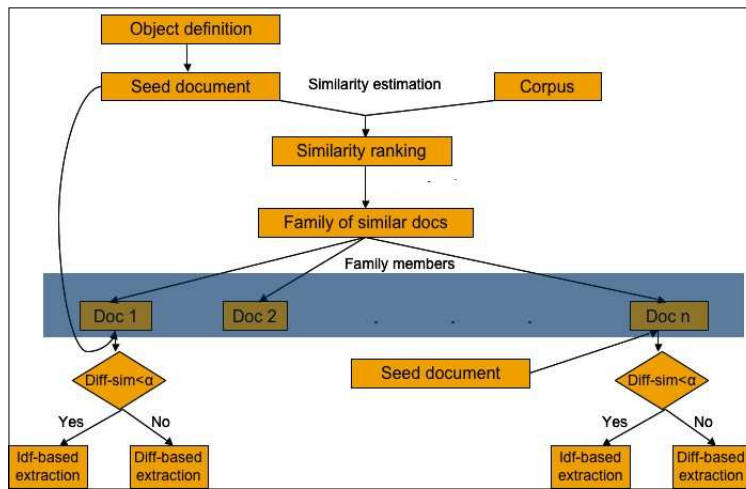 Object definition
Seed document
Similarity estimation
Corpus
Similarity ranking
Family of similar docs
Family members
Doc 1
Doc 2
. . .
Doc n
Diff-sim<α
Seed document
Diff-sim<α
Yes
No
Yes
No
Idf-based
extraction
Diff-based
extraction
Idf-based
extraction
Diff-based
extraction